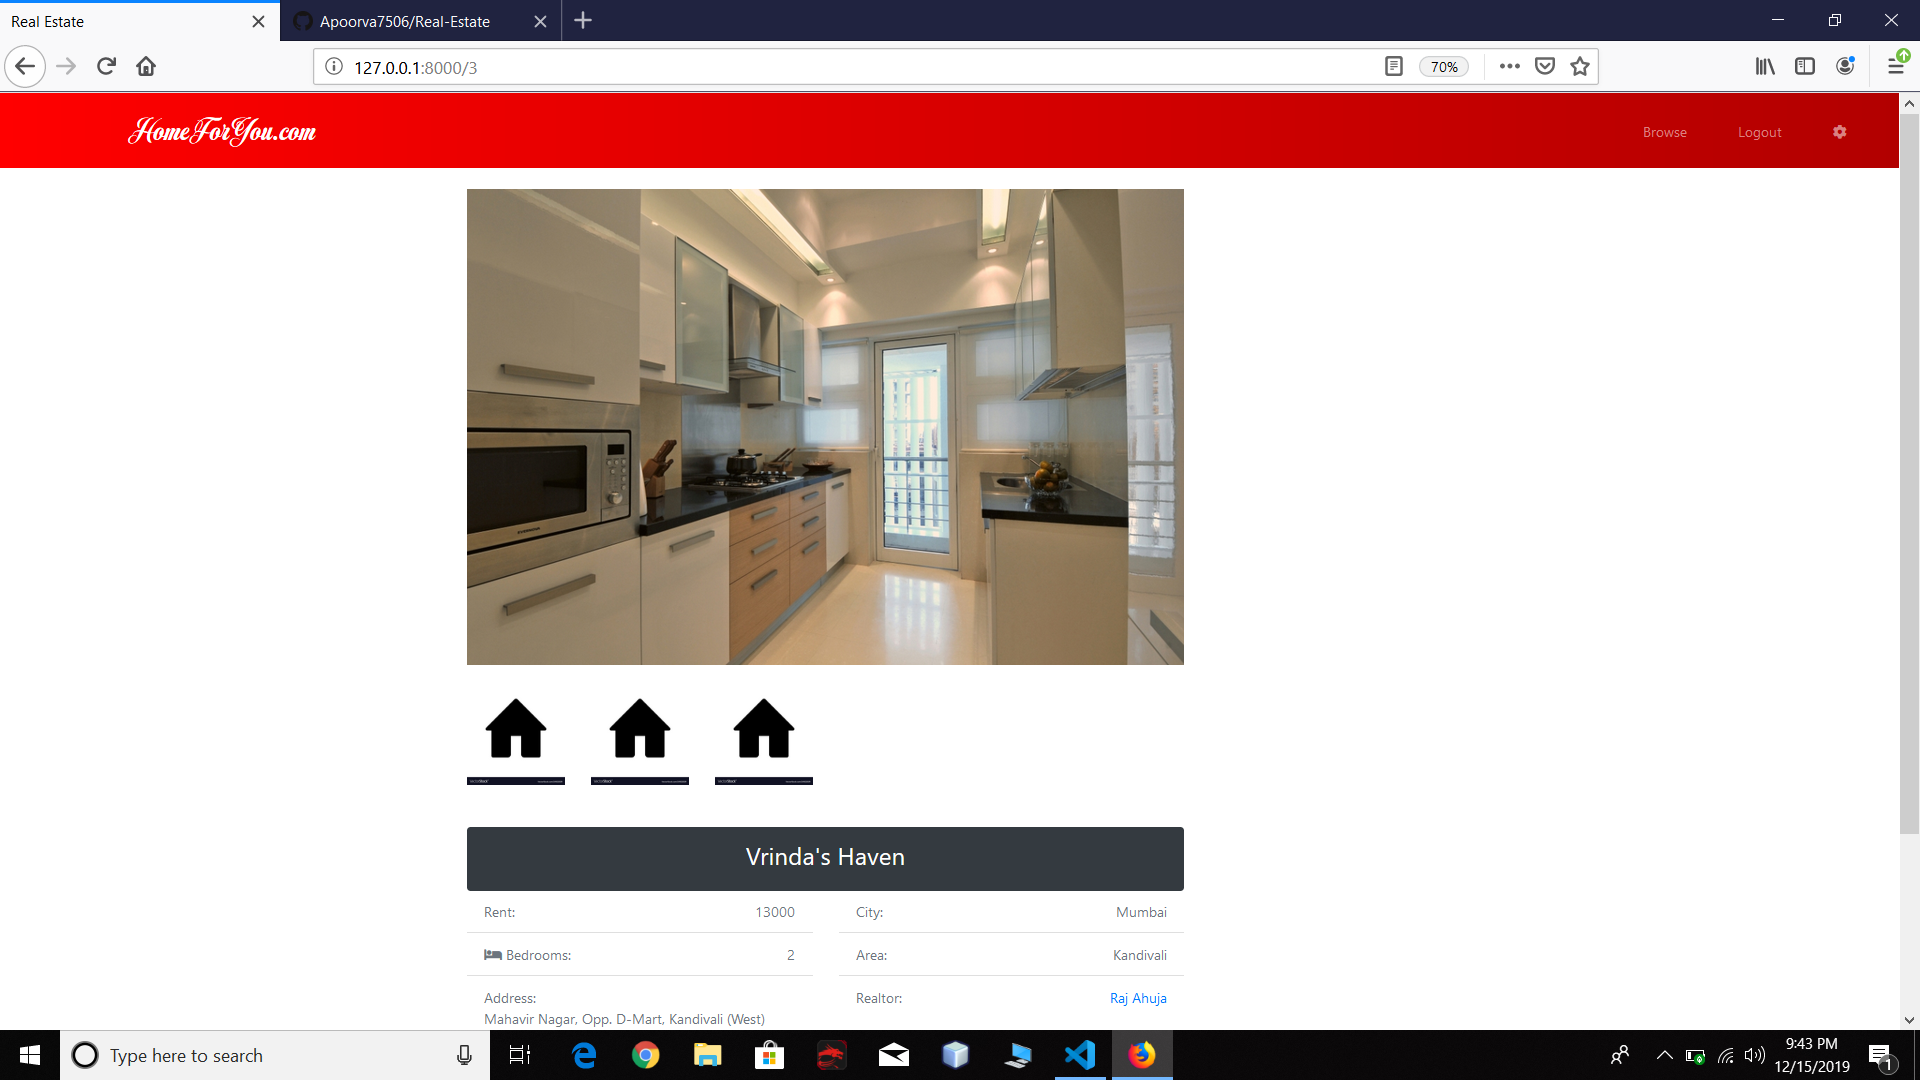 Real Estate
Apoorva7506/Real-Estate
127.0.0.1:8000/3
70%
HomeForYou.com
Browse
Logout
Vrinda's Haven
Rent: 13000
City: Mumbai
Bedrooms: 2
Area: Kandivali
Address:
Mahavir Nagar, Opp. D-Mart, Kandivali (West)
Realtor: Raj Ahuja
Type here to search
9:43 PM
12/15/2019
1